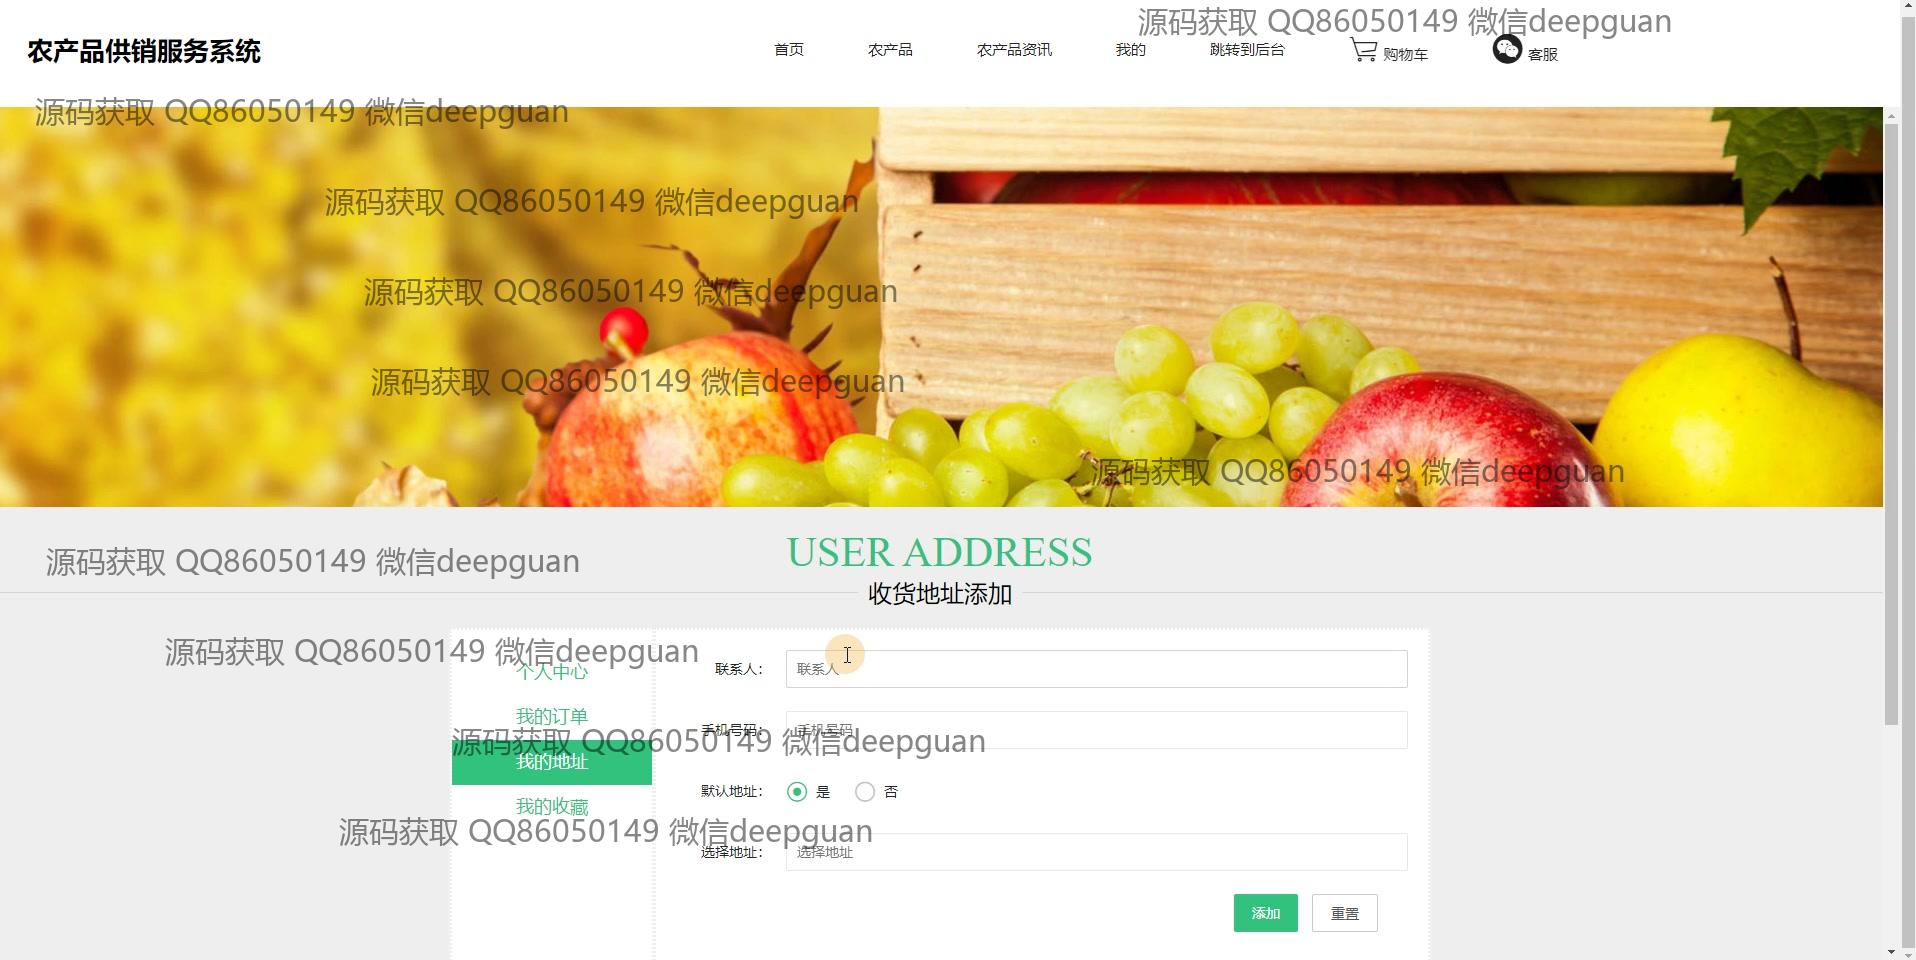 源码获取 QQ86050149 微信deepguan
农产品供销服务系统
首页 农产品 农产品资讯 我的 跳转到后台 购物车 客服
源码获取 QQ86050149 微信deepguan
源码获取 QQ86050149 微信deepguan
源码获取 QQ86050149 微信deepguan
源码获取 QQ86050149 微信deepguan
源码获取 QQ86050149 微信deepguan
USER ADDRESS
源码获取 QQ86050149 微信deepguan
收货地址添加
源码获取 QQ86050149 微信deepguan
个人中心
联系人：
联系人
我的订单
手机号码：
手机号码
源码获取 QQ86050149 微信deepguan
我的地址
默认地址：
是
否
我的收藏
源码获取 QQ86050149 微信deepguan
选择地址：
选择地址
添加
重置